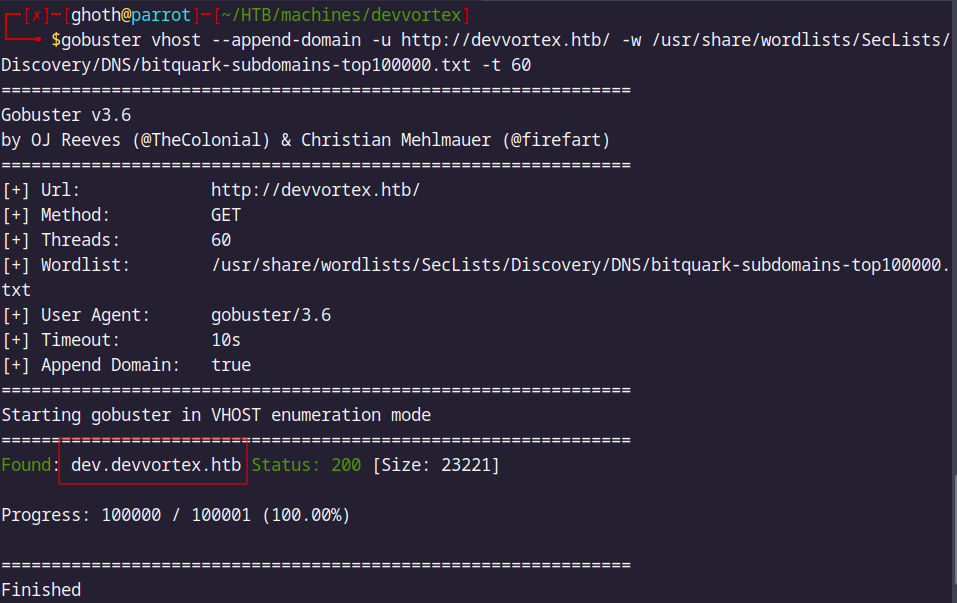 ┌─[✗]─[ghoth@parrot]─[~/HTB/machines/devvortex]
└──╼ $gobuster vhost --append-domain -u http://devvortex.htb/ -w /usr/share/wordlists/SecLists/
Discovery/DNS/bitquark-subdomains-top100000.txt -t 60
===============================================================
Gobuster v3.6
by OJ Reeves (@TheColonial) & Christian Mehlmauer (@firefart)
===============================================================
[+] Url:             http://devvortex.htb/
[+] Method:          GET
[+] Threads:         60
[+] Wordlist:        /usr/share/wordlists/SecLists/Discovery/DNS/bitquark-subdomains-top100000.
txt
[+] User Agent:      gobuster/3.6
[+] Timeout:         10s
[+] Append Domain:   true
===============================================================
Starting gobuster in VHOST enumeration mode
===============================================================
Found: dev.devvortex.htb Status: 200 [Size: 23221]
Progress: 100000 / 100001 (100.00%)
===============================================================
Finished